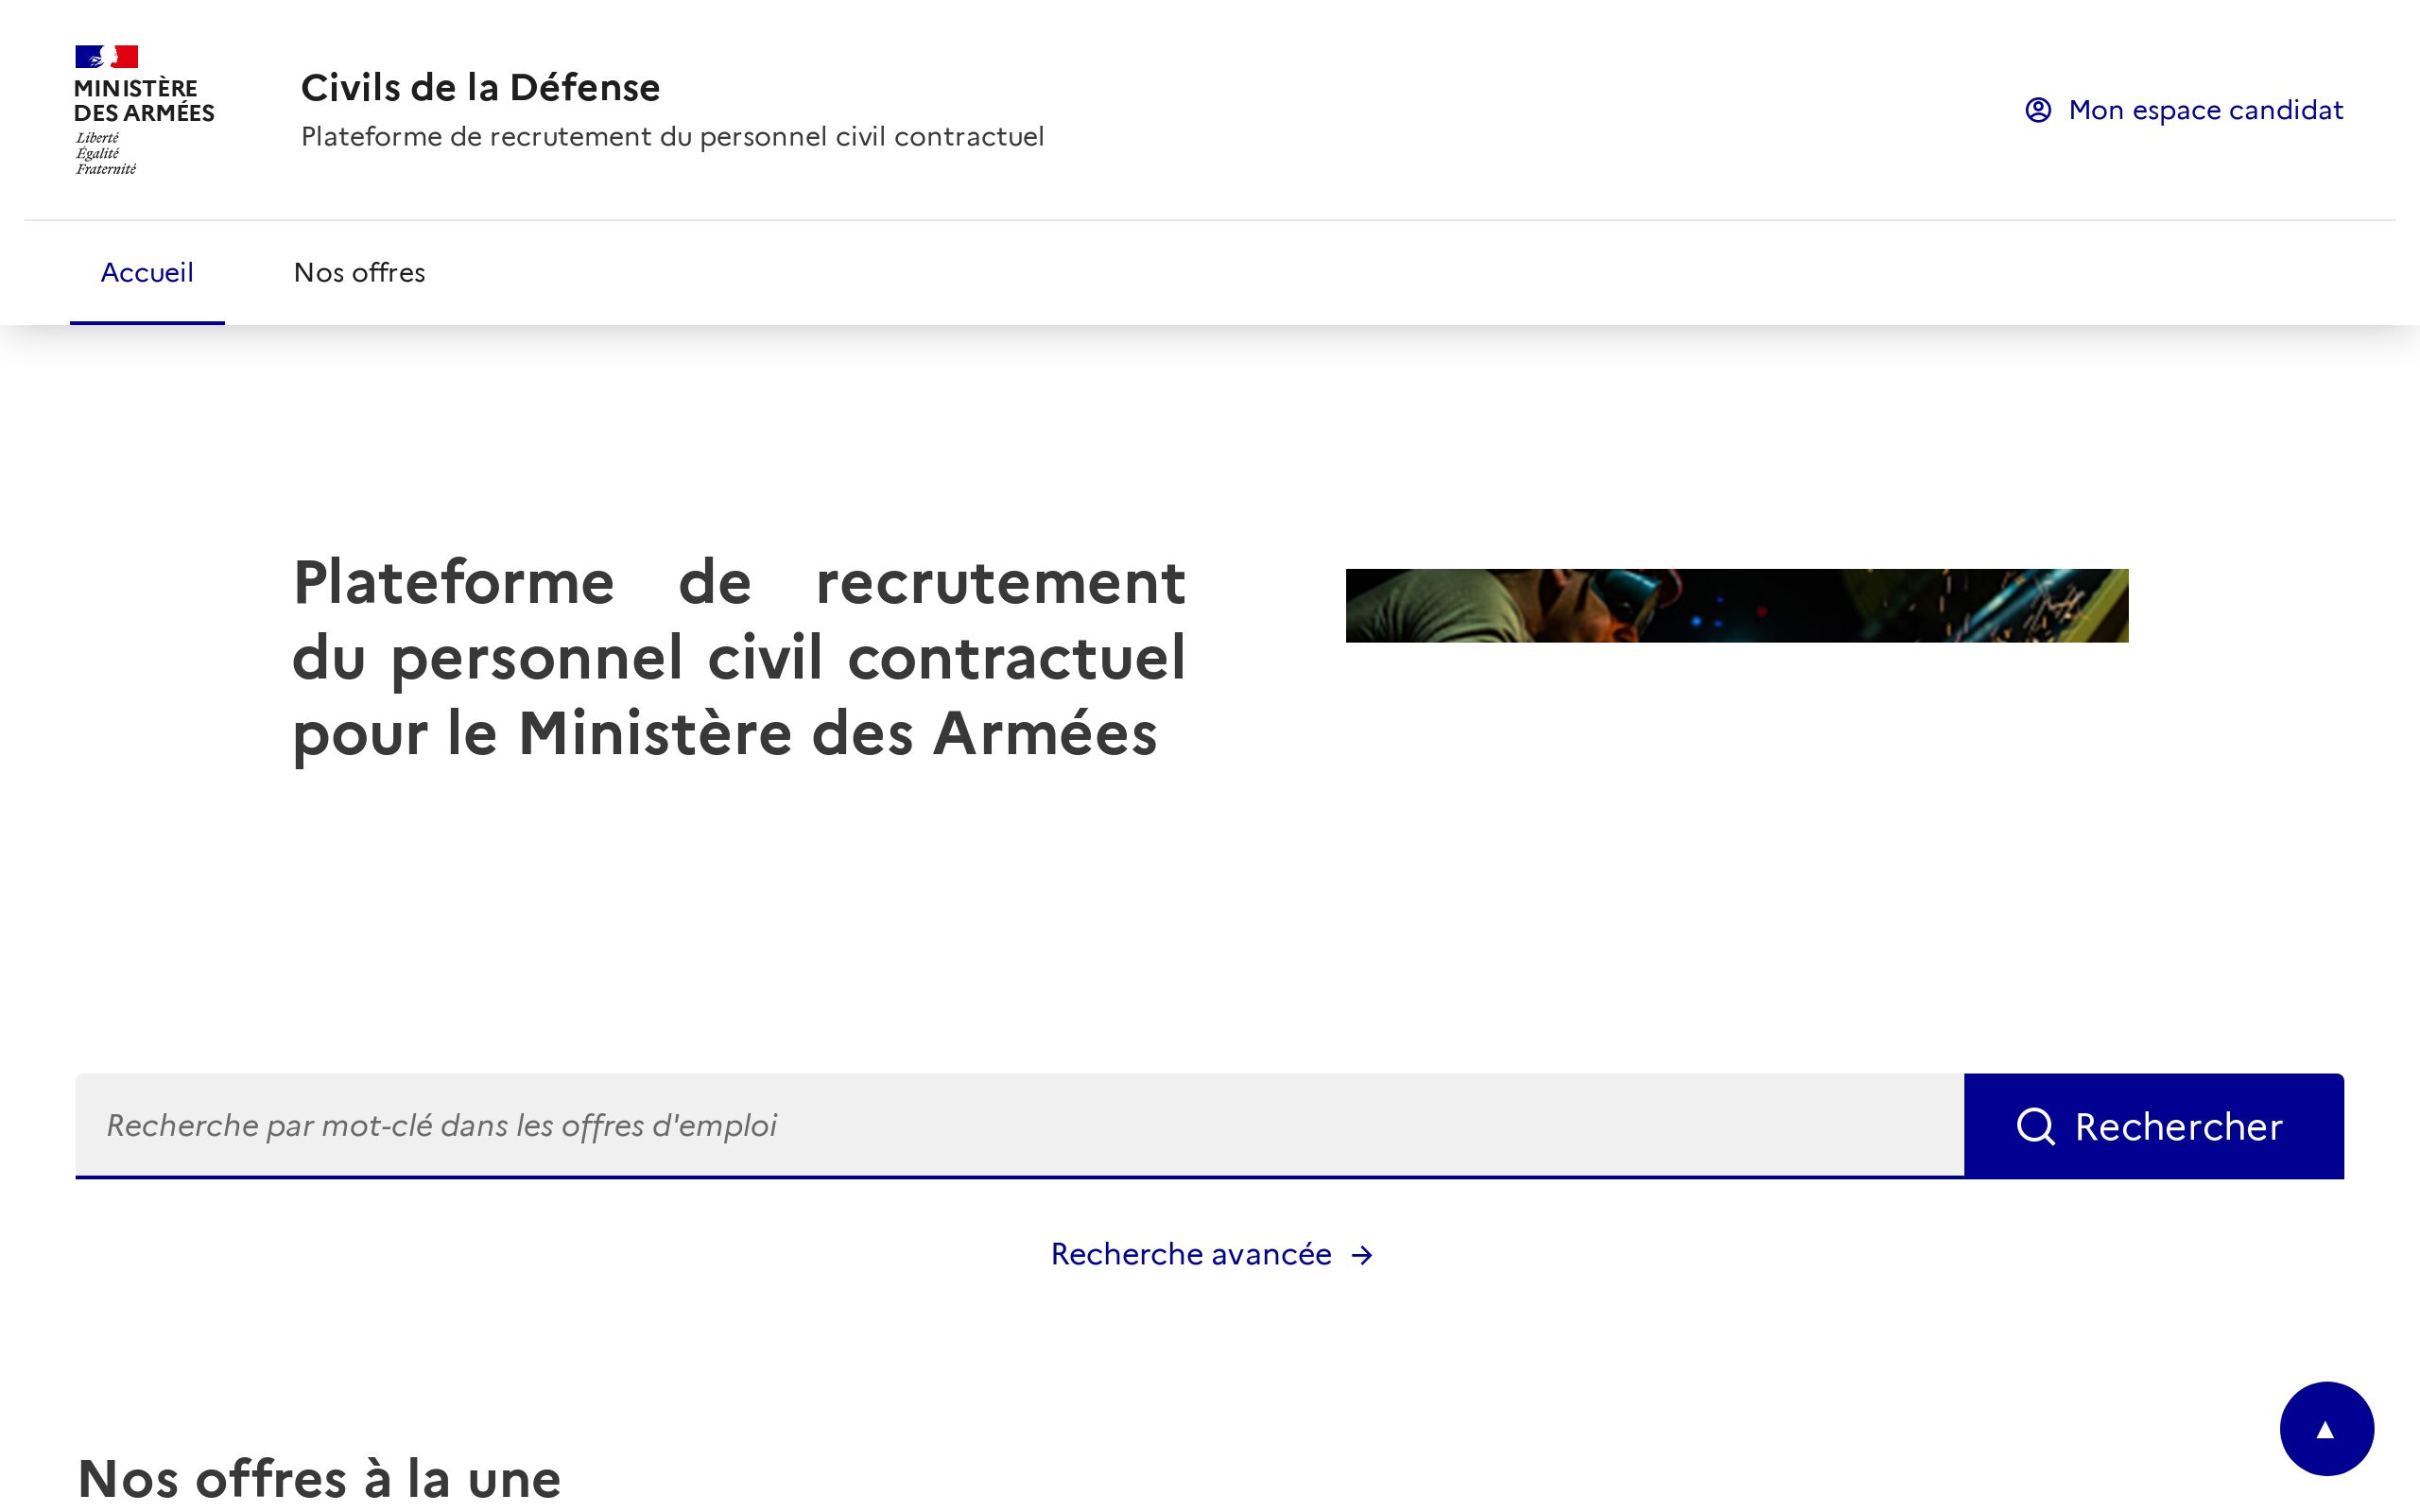 MINISTÈRE
DES ARMÉES
Liberté
Égalité
Fraternité
Civils de la Défense
Plateforme de recrutement du personnel civil contractuel
Mon espace candidat
Accueil
Nos offres
Plateforme de recrutement
du personnel civil contractuel
pour le Ministère des Armées
Recherche par mot-clé dans les offres d'emploi
Rechercher
Recherche avancée →
▲
Nos offres à la une